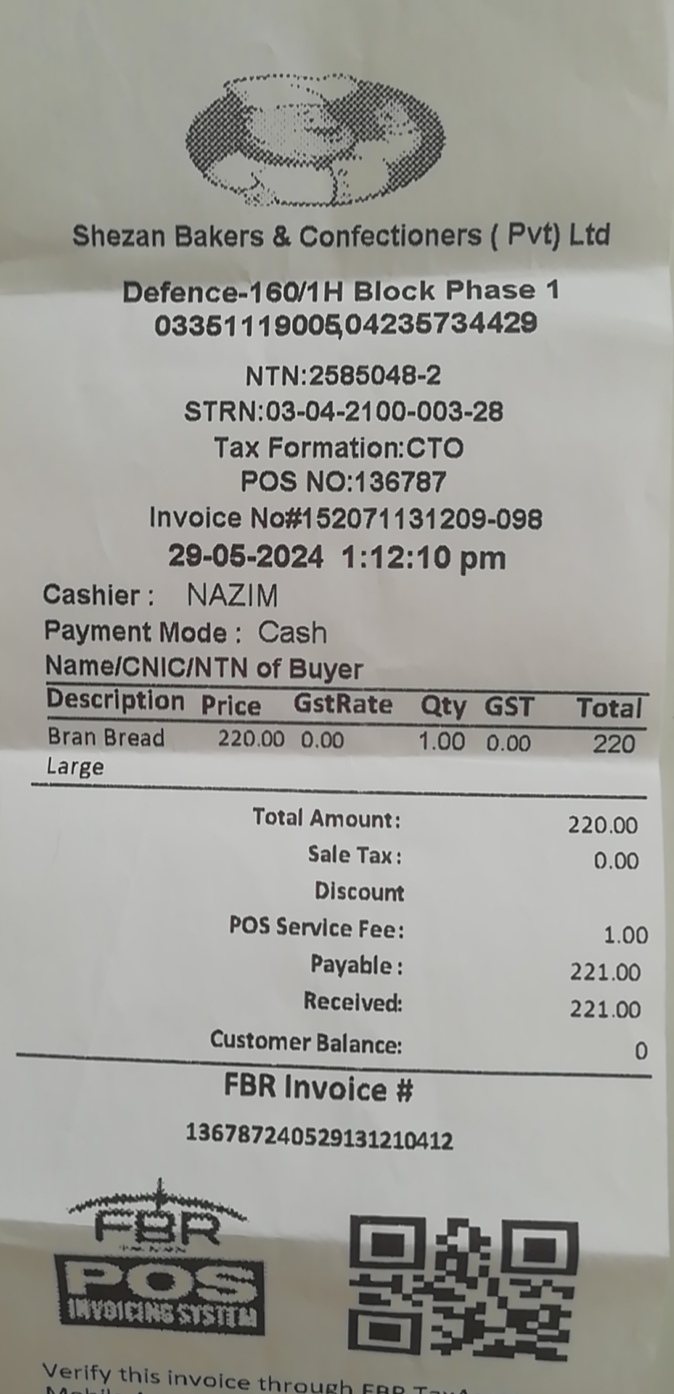 Shezan Bakers & Confectioners ( Pvt) Ltd
Defence-160/1H Block Phase 1
03351119005,04235734429
NTN:2585048-2
STRN:03-04-2100-003-28
Tax Formation:CTO
POS NO:136787
Invoice No#152071131209-098
29-05-2024 1:12:10 pm
Cashier : NAZIM
Payment Mode : Cash
Name/CNIC/NTN of Buyer
Description Price GstRate Qty GST Total
Bran Bread 220.00 0.00 1.00 0.00 220
Large
Total Amount: 220.00
Sale Tax: 0.00
Discount
POS Service Fee: 1.00
Payable : 221.00
Received: 221.00
Customer Balance: 0
FBR Invoice #
136787240529131210412
FBR
POS
INVOICING SYSTEM
Verify this invoice through FBR